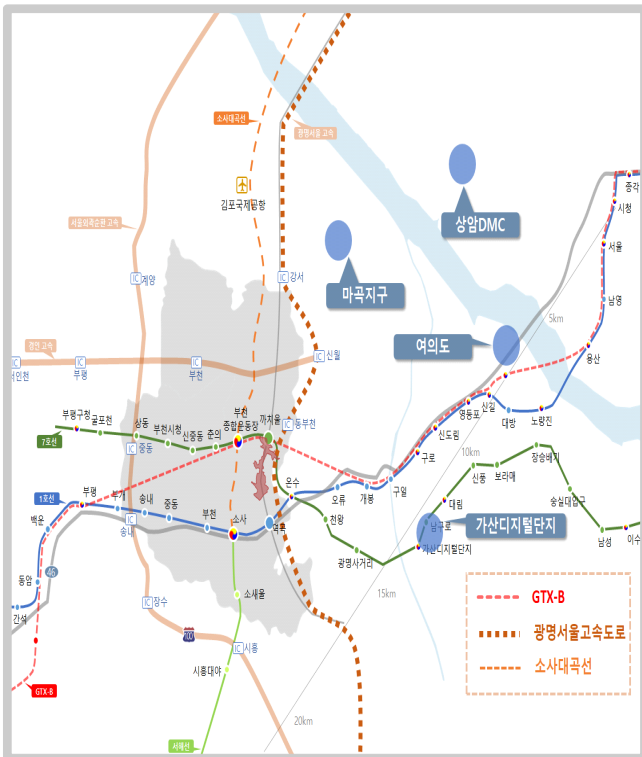 소사대곡선
광명서울 고속
김포국제공항
상암DMC
종각
시청
서울
마곡지구
서울외곽순환 고속
IC 계양
IC 강서
남영
5km
여의도
용산
경인 고속
IC
서인천
IC
부평
IC
부천
IC 신월
부평구청
굴포천
7호선
상동
부천시청
신중동
춘의
부천
종합운동장
까치울
IC 동부천
IC 중동
신도림
영등포
신길
대방
노량진
구로
10km
신풍
보라매
장승배기
숭실대입구
남성
이수
1호선
백운
부평
부개
송내
중동
부천
소사
역곡
온수
오류
개봉
구일
대림
남구로
가산디지털단지
가산디지털단지
IC
송내
천왕
광명사거리
동암
46
간석
IC 장수
소새울
15km
100
IC 시흥
시흥대야
GTX-B
20km
서해선
GTX-B
광명서울고속도로
소사대곡선